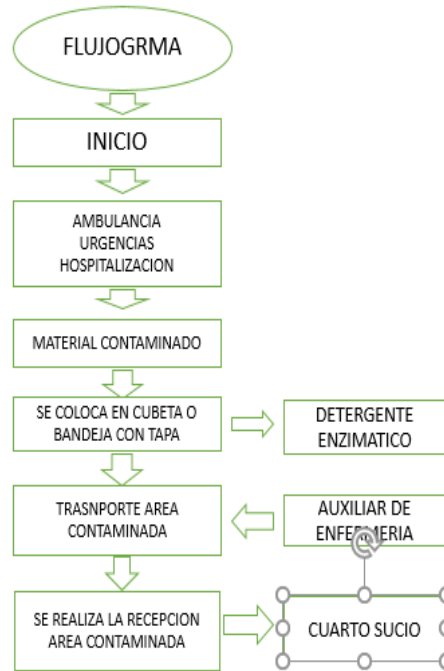 FLUJOGRMA
INICIO
AMBULANCIA
URGENCIAS
HOSPITALIZACION
MATERIAL CONTAMINADO
SE COLOCA EN CUBETA O
BANDEJA CON TAPA
DETERGENTE
ENZIMATICO
TRASNPORTE AREA
CONTAMINADA
AUXILIAR DE
ENFERMERIA
SE REALIZA LA RECEPCION
AREA CONTAMINADA
CUARTO SUCIO